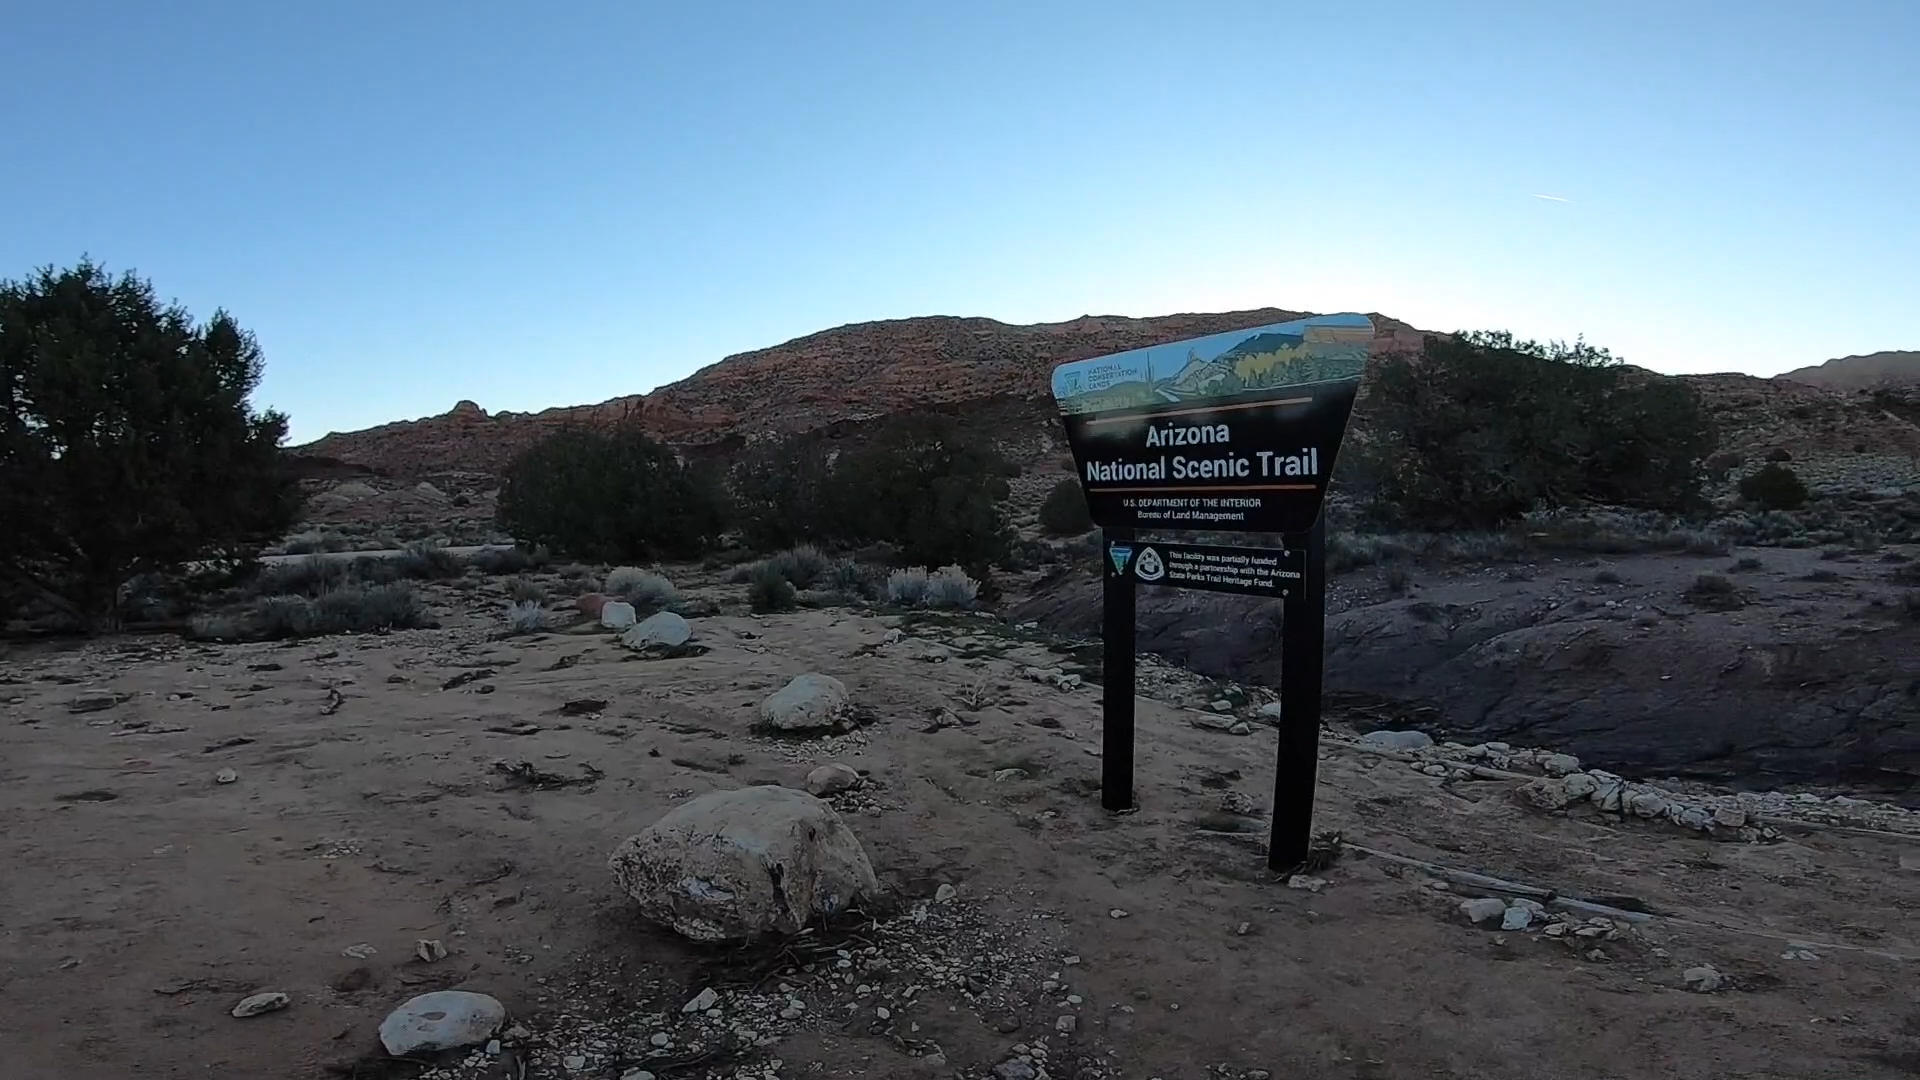 NATIONAL
CONSERVATION
LANDS
Arizona
National Scenic Trail
U.S. DEPARTMENT OF THE INTERIOR
Bureau of Land Management
This facility was partially funded
through a partnership with the Arizona
State Parks Trail Heritage Fund.